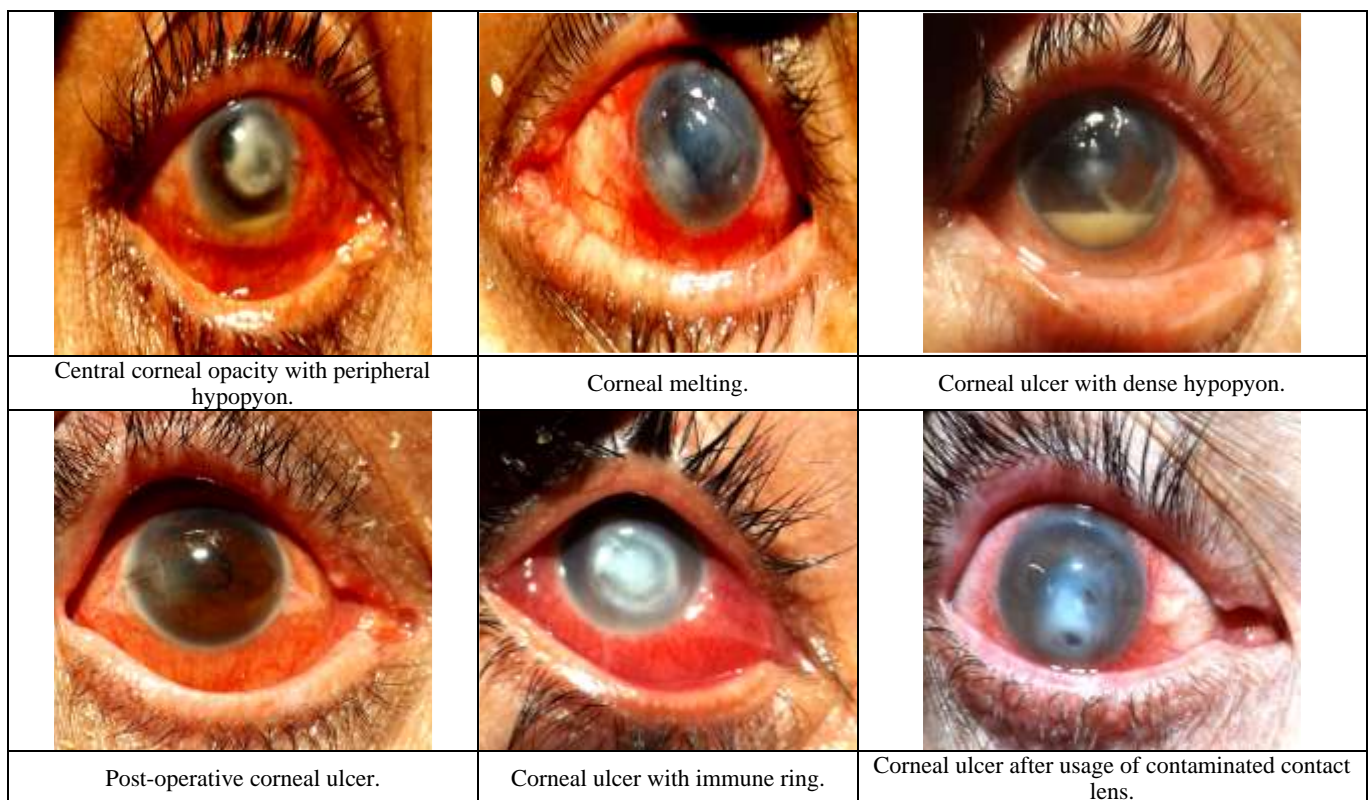 Central corneal opacity with peripheral
hypopyon.
Corneal melting.
Corneal ulcer with dense hypopyon.
Post-operative corneal ulcer.
Corneal ulcer with immune ring.
Corneal ulcer after usage of contaminated contact
lens.